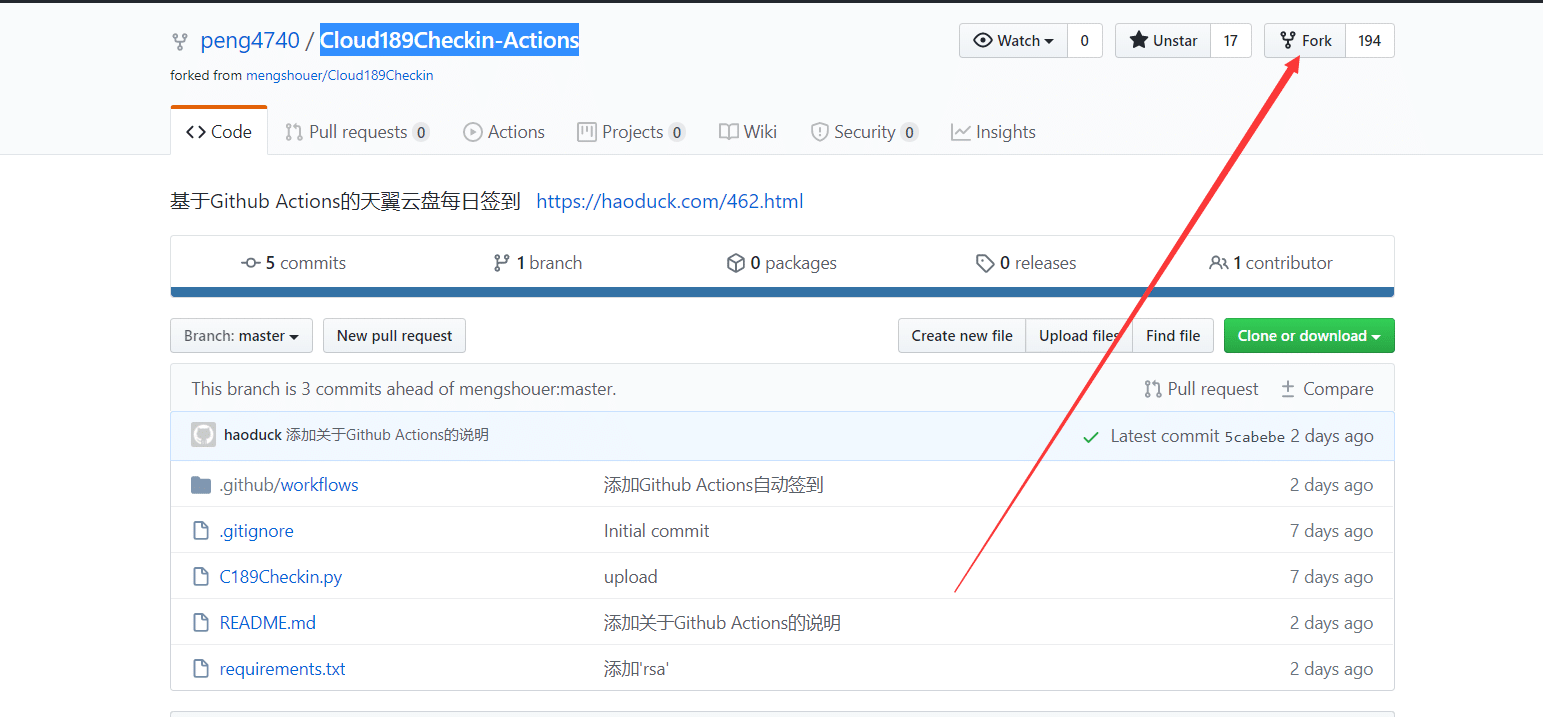 peng4740 / Cloud189Checkin-Actions Watch 0 Unstar 17 Fork 194
forked from mengshouer/Cloud189Checkin
Code Pull requests 0 Actions Projects 0 Wiki Security 0 Insights
基于Github Actions的天翼云盘每日签到 https://haoduck.com/462.html
5 commits 1 branch 0 packages 0 releases 1 contributor
Branch: master New pull request Create new file Upload files Find file Clone or download
This branch is 3 commits ahead of mengshouer:master. Pull request Compare
haoduck 添加关于Github Actions的说明 Latest commit 5cabebe 2 days ago
.github/workflows 添加Github Actions自动签到 2 days ago
.gitignore Initial commit 7 days ago
C189Checkin.py upload 7 days ago
README.md 添加关于Github Actions的说明 2 days ago
requirements.txt 添加'rsa' 2 days ago